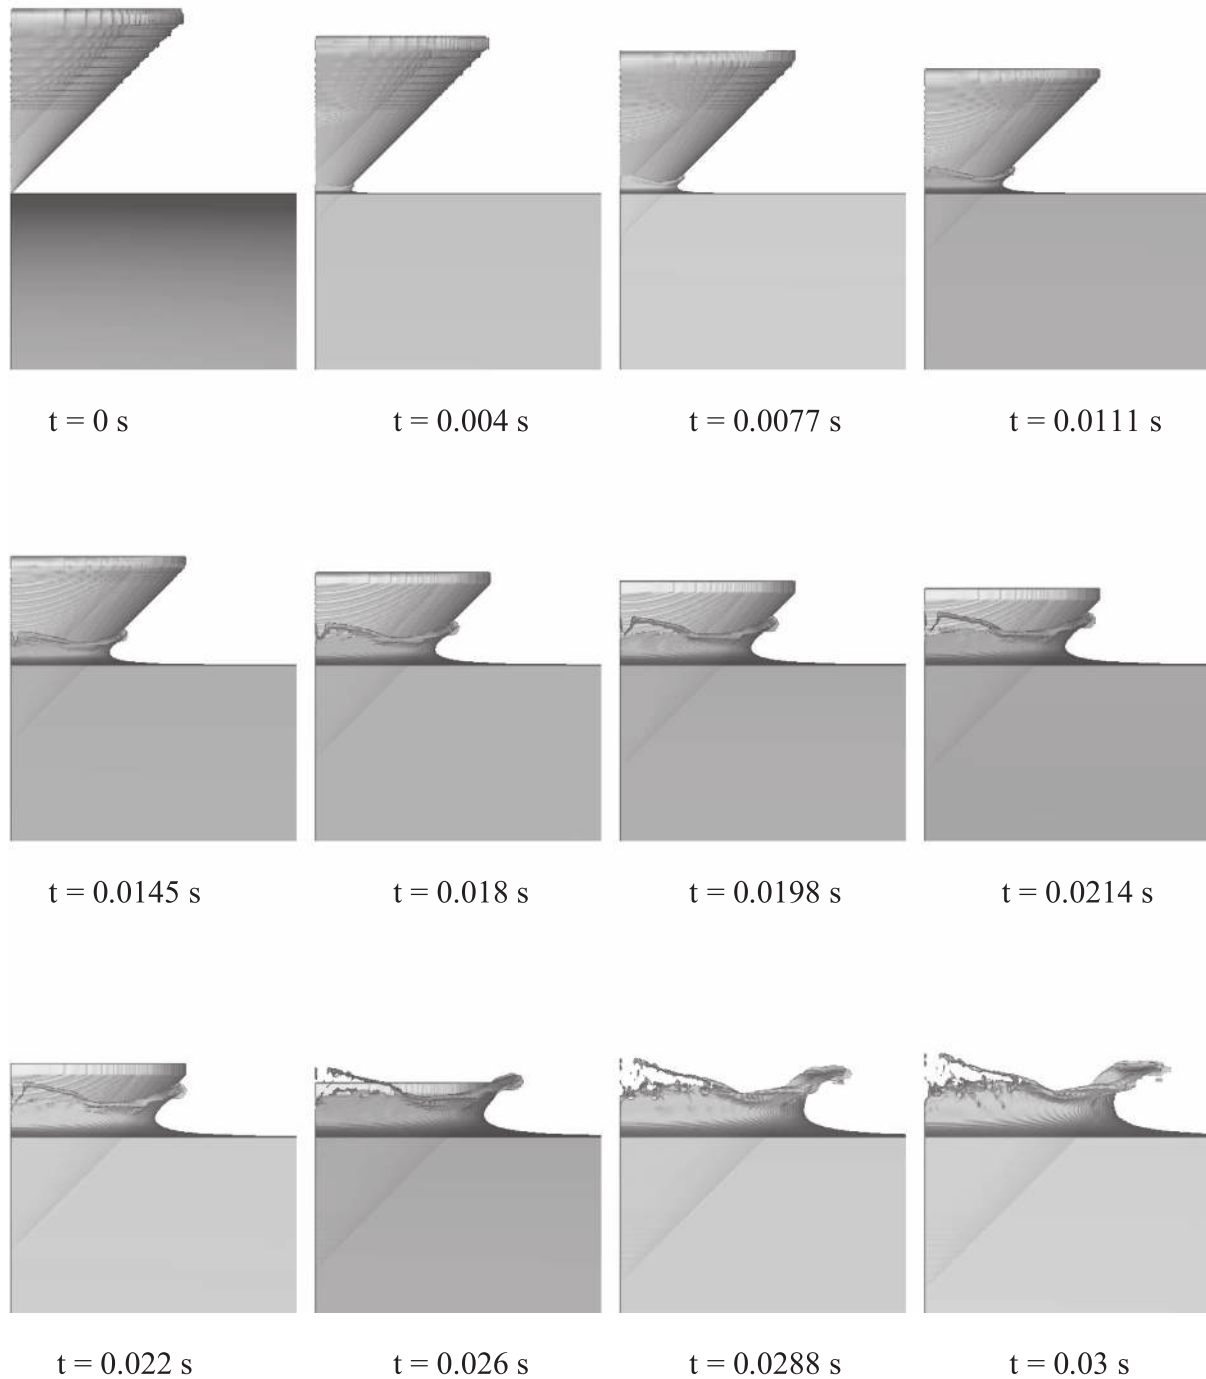 t = 0 s
t = 0.004 s
t = 0.0077 s
t = 0.0111 s
t = 0.0145 s
t = 0.018 s
t = 0.0198 s
t = 0.0214 s
t = 0.022 s
t = 0.026 s
t = 0.0288 s
t = 0.03 s